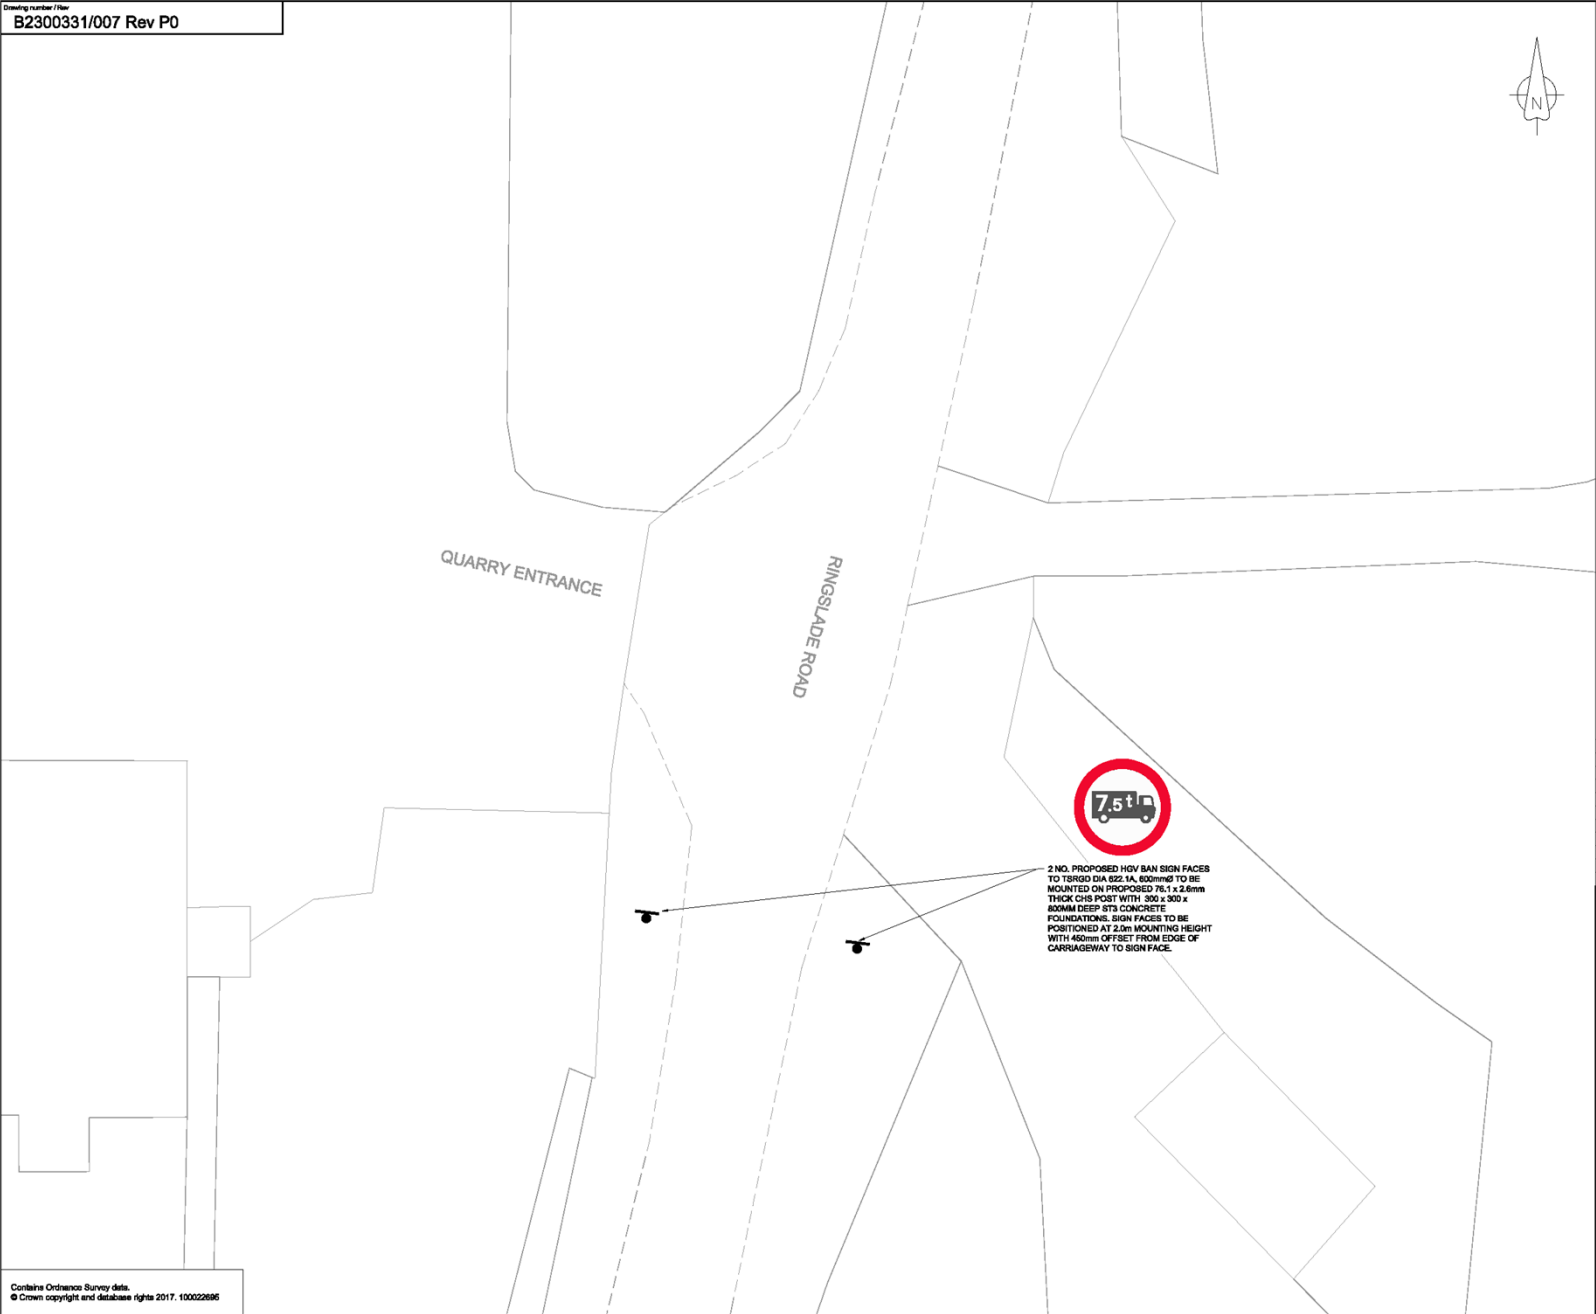 Drawing number / Rev
B2300331/007 Rev P0
N
QUARRY ENTRANCE
RINGSLADE ROAD
7.5t
2 NO. PROPOSED HGV BAN SIGN FACES
TO TSRGD DIA 622.1A, 600mmØ TO BE
MOUNTED ON PROPOSED 76.1 x 2.6mm
THICK CHS POST WITH 300 x 300 x
800MM DEEP ST3 CONCRETE
FOUNDATIONS. SIGN FACES TO BE
POSITIONED AT 2.0m MOUNTING HEIGHT
WITH 450mm OFFSET FROM EDGE OF
CARRIAGEWAY TO SIGN FACE.
Contains Ordnance Survey data.
© Crown copyright and database rights 2017. 100022695